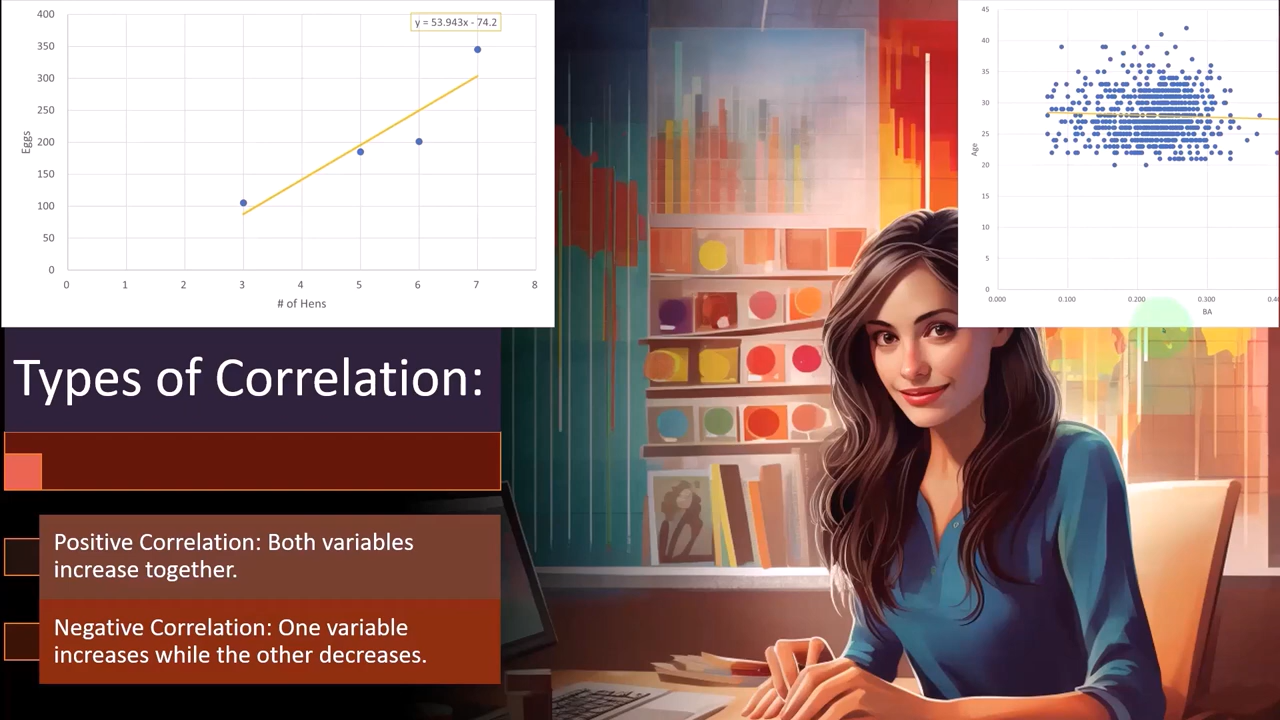 400
350
300
250
200
150
100
50
0
Eggs
y = 53.943x - 74.2
0 1 2 3 4 5 6 7 8
# of Hens
45
40
35
30
25
20
15
10
5
0
Age
0.000 0.100 0.200 0.300
BA
Types of Correlation:
Positive Correlation: Both variables
increase together.
Negative Correlation: One variable
increases while the other decreases.